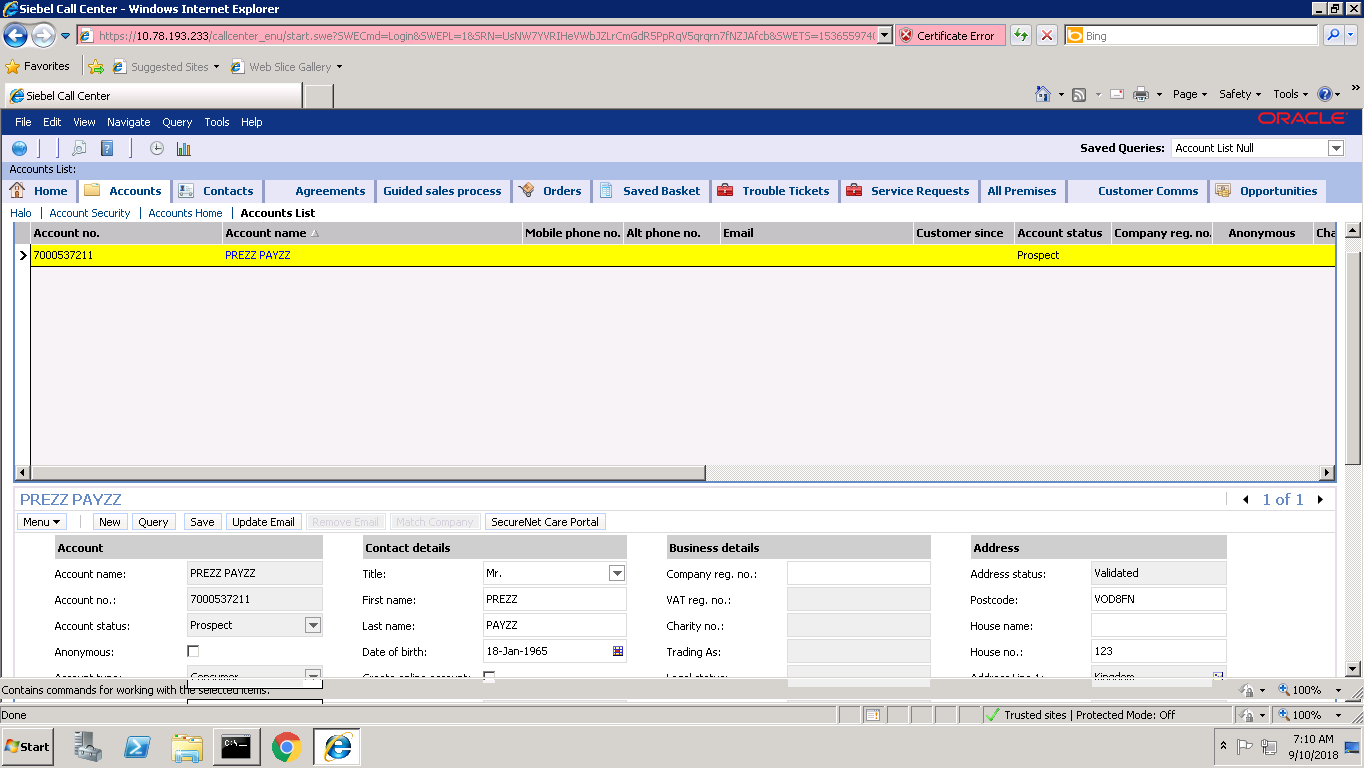 Siebel Call Center - Windows Internet Explorer
https://10.78.193.233/callcenter_enu/start.swe?SWECmd=Login&SWEPL=1&SRN=UsNW7YVRIHeVWbJZLrCmGdR5PpRqV5qrqrn7fNZJAfcb&SWETS=1536559740 Certificate Error Bing
Favorites Suggested Sites Web Slice Gallery
Siebel Call Center Page Safety Tools »
File Edit View Navigate Query Tools Help ORACLE
Saved Queries: Account List Null
Accounts List:
Home Accounts Contacts Agreements Guided sales process Orders Saved Basket Trouble Tickets Service Requests All Premises Customer Comms Opportunities
Halo | Account Security | Accounts Home | Accounts List
Account no. Account name Mobile phone no. Alt phone no. Email Customer since Account status Company reg. no. Anonymous Cha
7000537211 PREZZ PAYZZ Prospect
PREZZ PAYZZ 1 of 1
Menu New Query Save Update Email Remove Email Match Company SecureNet Care Portal
Account Contact details Business details Address
Account name: PREZZ PAYZZ Title: Mr. Company reg. no.: Address status: Validated
Account no.: 7000537211 First name: PREZZ VAT reg. no.: Postcode: VOD8FN
Account status: Prospect Last name: PAYZZ Charity no.: House name:
Anonymous: Date of birth: 18-Jan-1965 Trading As: House no.: 123
Account type: Consumer Create online account: Legal status: Address Line 1: Kingdom
Contains commands for working with the selected items. 100%
Done Trusted sites | Protected Mode: Off 100%
Start 7:10 AM
9/10/2018